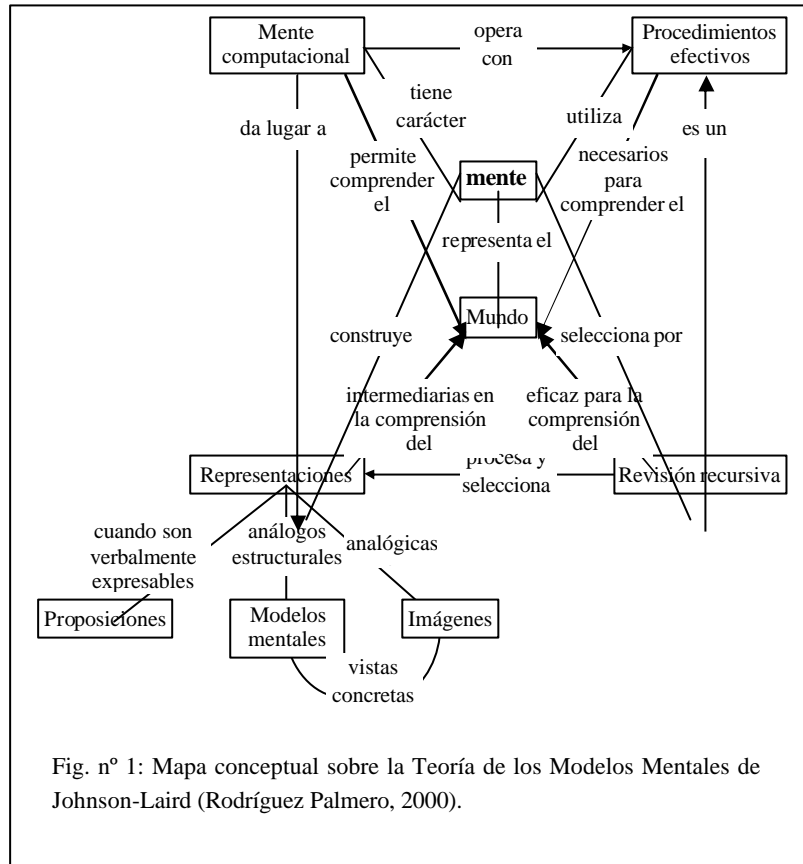 Mente
computacional
opera
con
Procedimientos
efectivos
tiene
carácter
utiliza
da lugar a
es un
permite
comprender
el
mente
necesarios
para
comprender el
representa el
Mundo
construye
selecciona por
intermediarias en
la comprensión
del
eficaz para la
comprensión
del
Representaciones
procesa y
selecciona
Revisión recursiva
cuando son
verbalmente
expresables
análogos
estructurales
analógicas
Proposiciones
Modelos
mentales
Imágenes
vistas
concretas
Fig. nº 1: Mapa conceptual sobre la Teoría de los Modelos Mentales de
Johnson-Laird (Rodríguez Palmero, 2000).